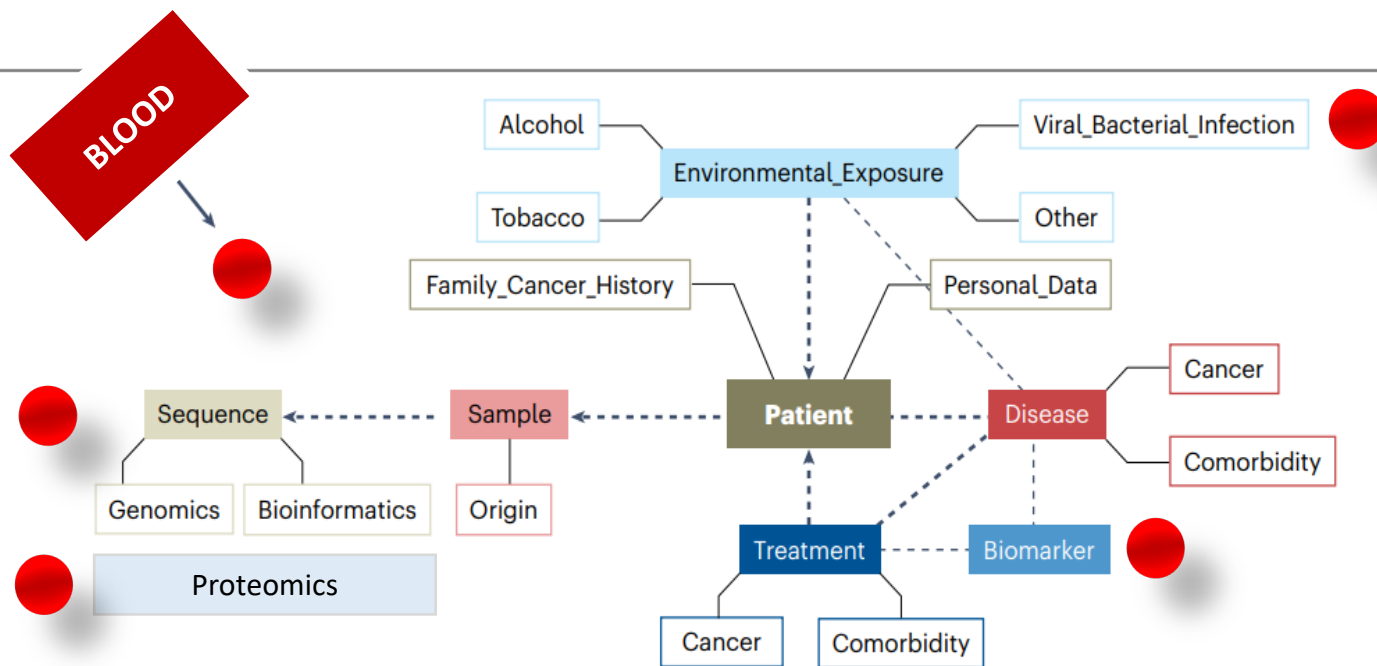 BLOOD
Alcohol
Viral_Bacterial_Infection
Environmental_Exposure
Tobacco
Other
Family_Cancer_History
Personal_Data
Cancer
Sequence
Sample
Patient
Disease
Comorbidity
Genomics
Bioinformatics
Origin
Treatment
Biomarker
Proteomics
Cancer
Comorbidity